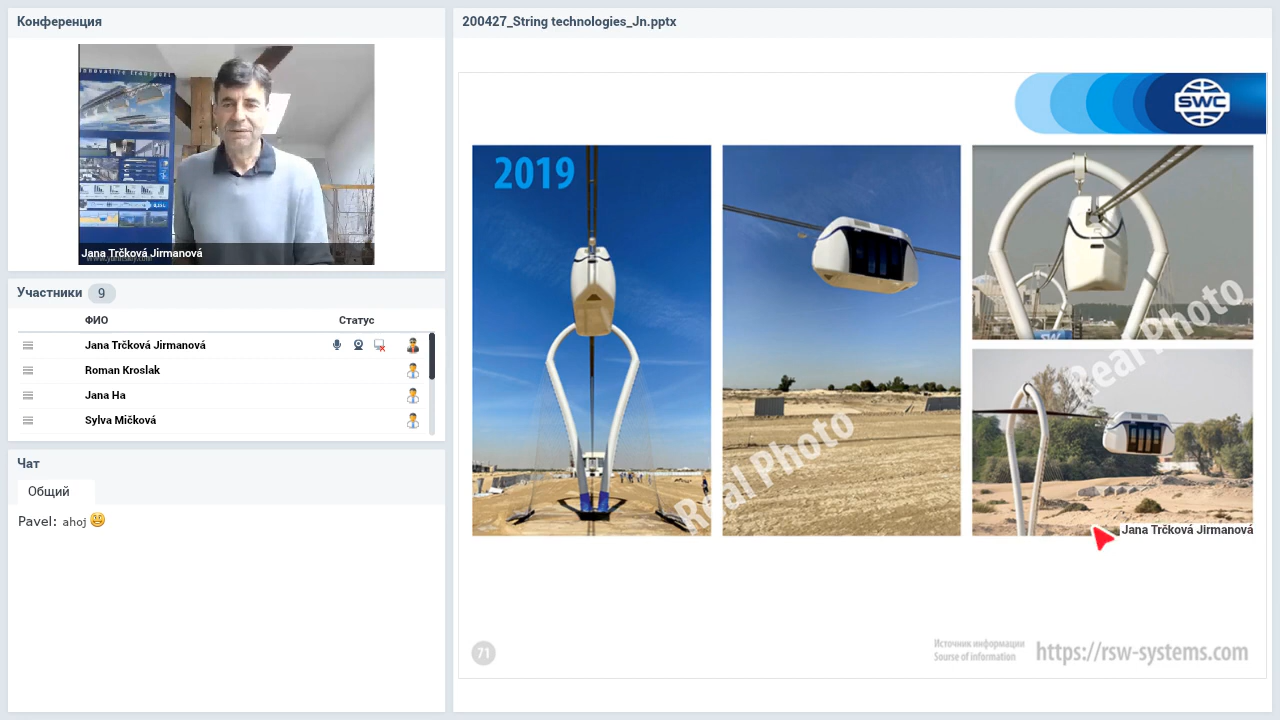 Конференция
innovative transport
Jana Trčková Jirmanová
Участники 9
ФИО Статус
Jana Trčková Jirmanová
Roman Kroslak
Jana Ha
Sylva Mičková
Чат
Общий
Pavel: ahoj
200427_String technologies_Jn.pptx
SWC
2019
Real Photo
Real Photo
Jana Trčková Jirmanová
71
Источник информации
Sourse of information
https://rsw-systems.com